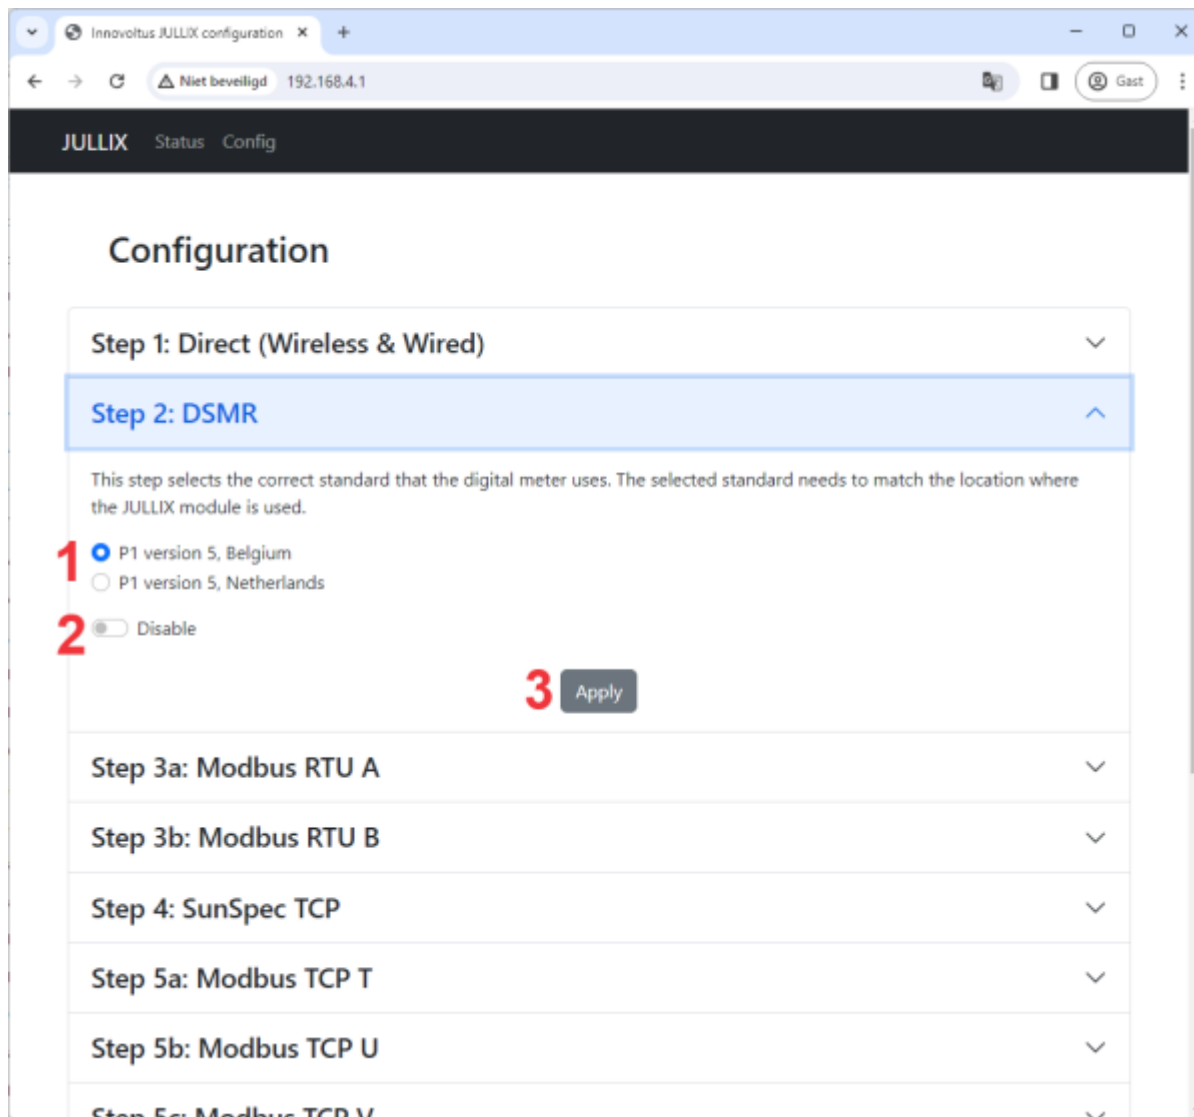 Innovoltus JULLIX configuration
Niet beveiligd 192.168.4.1 Gast
JULLIX Status Config
Configuration
Step 1: Direct (Wireless & Wired)
Step 2: DSMR
This step selects the correct standard that the digital meter uses. The selected standard needs to match the location where
the JULLIX module is used.
1 P1 version 5, Belgium
P1 version 5, Netherlands
2 Disable
3 Apply
Step 3a: Modbus RTU A
Step 3b: Modbus RTU B
Step 4: SunSpec TCP
Step 5a: Modbus TCP T
Step 5b: Modbus TCP U
Step 5c: Modbus TCP V